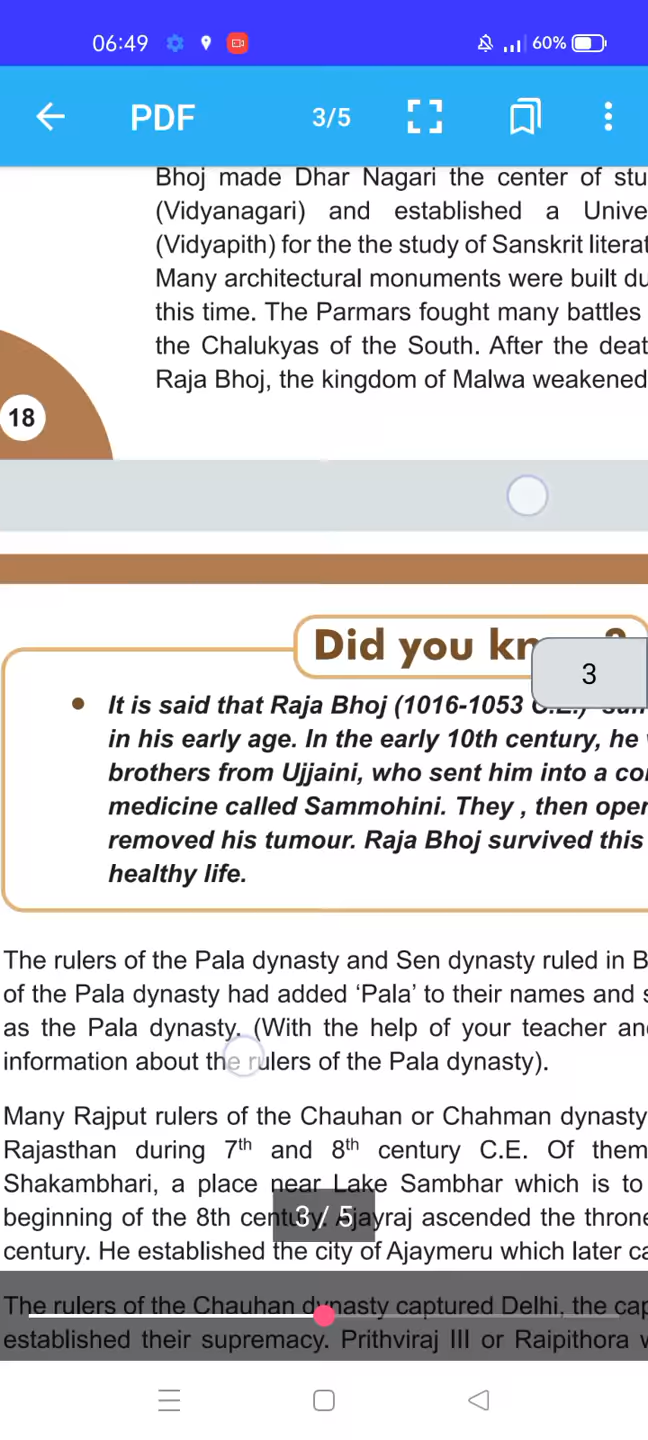 06:49 60%
PDF 3/5
Bhoj made Dhar Nagari the center of stu
(Vidyanagari) and established a Unive
(Vidyapith) for the the study of Sanskrit literat
Many architectural monuments were built du
this time. The Parmars fought many battles
the Chalukyas of the South. After the deat
Raja Bhoj, the kingdom of Malwa weakened
18
Did you kn
3
It is said that Raja Bhoj (1016-1053 C.E.)
in his early age. In the early 10th century, he
brothers from Ujjaini, who sent him into a
medicine called Sammohini. They , then oper
removed his tumour. Raja Bhoj survived this
healthy life.
The rulers of the Pala dynasty and Sen dynasty ruled in B
of the Pala dynasty had added ‘Pala’ to their names and s
as the Pala dynasty. (With the help of your teacher and
information about the rulers of the Pala dynasty).
Many Rajput rulers of the Chauhan or Chahman dynasty
Rajasthan during 7th and 8th century C.E. Of them
Shakambhari, a place near Lake Sambhar which is to
beginning of the 8th century. Ajayraj ascended the throne
3 / 5
century. He established the city of Ajaymeru which later ca
The rulers of the Chauhan dynasty captured Delhi, the cap
established their supremacy. Prithviraj III or Raipithora